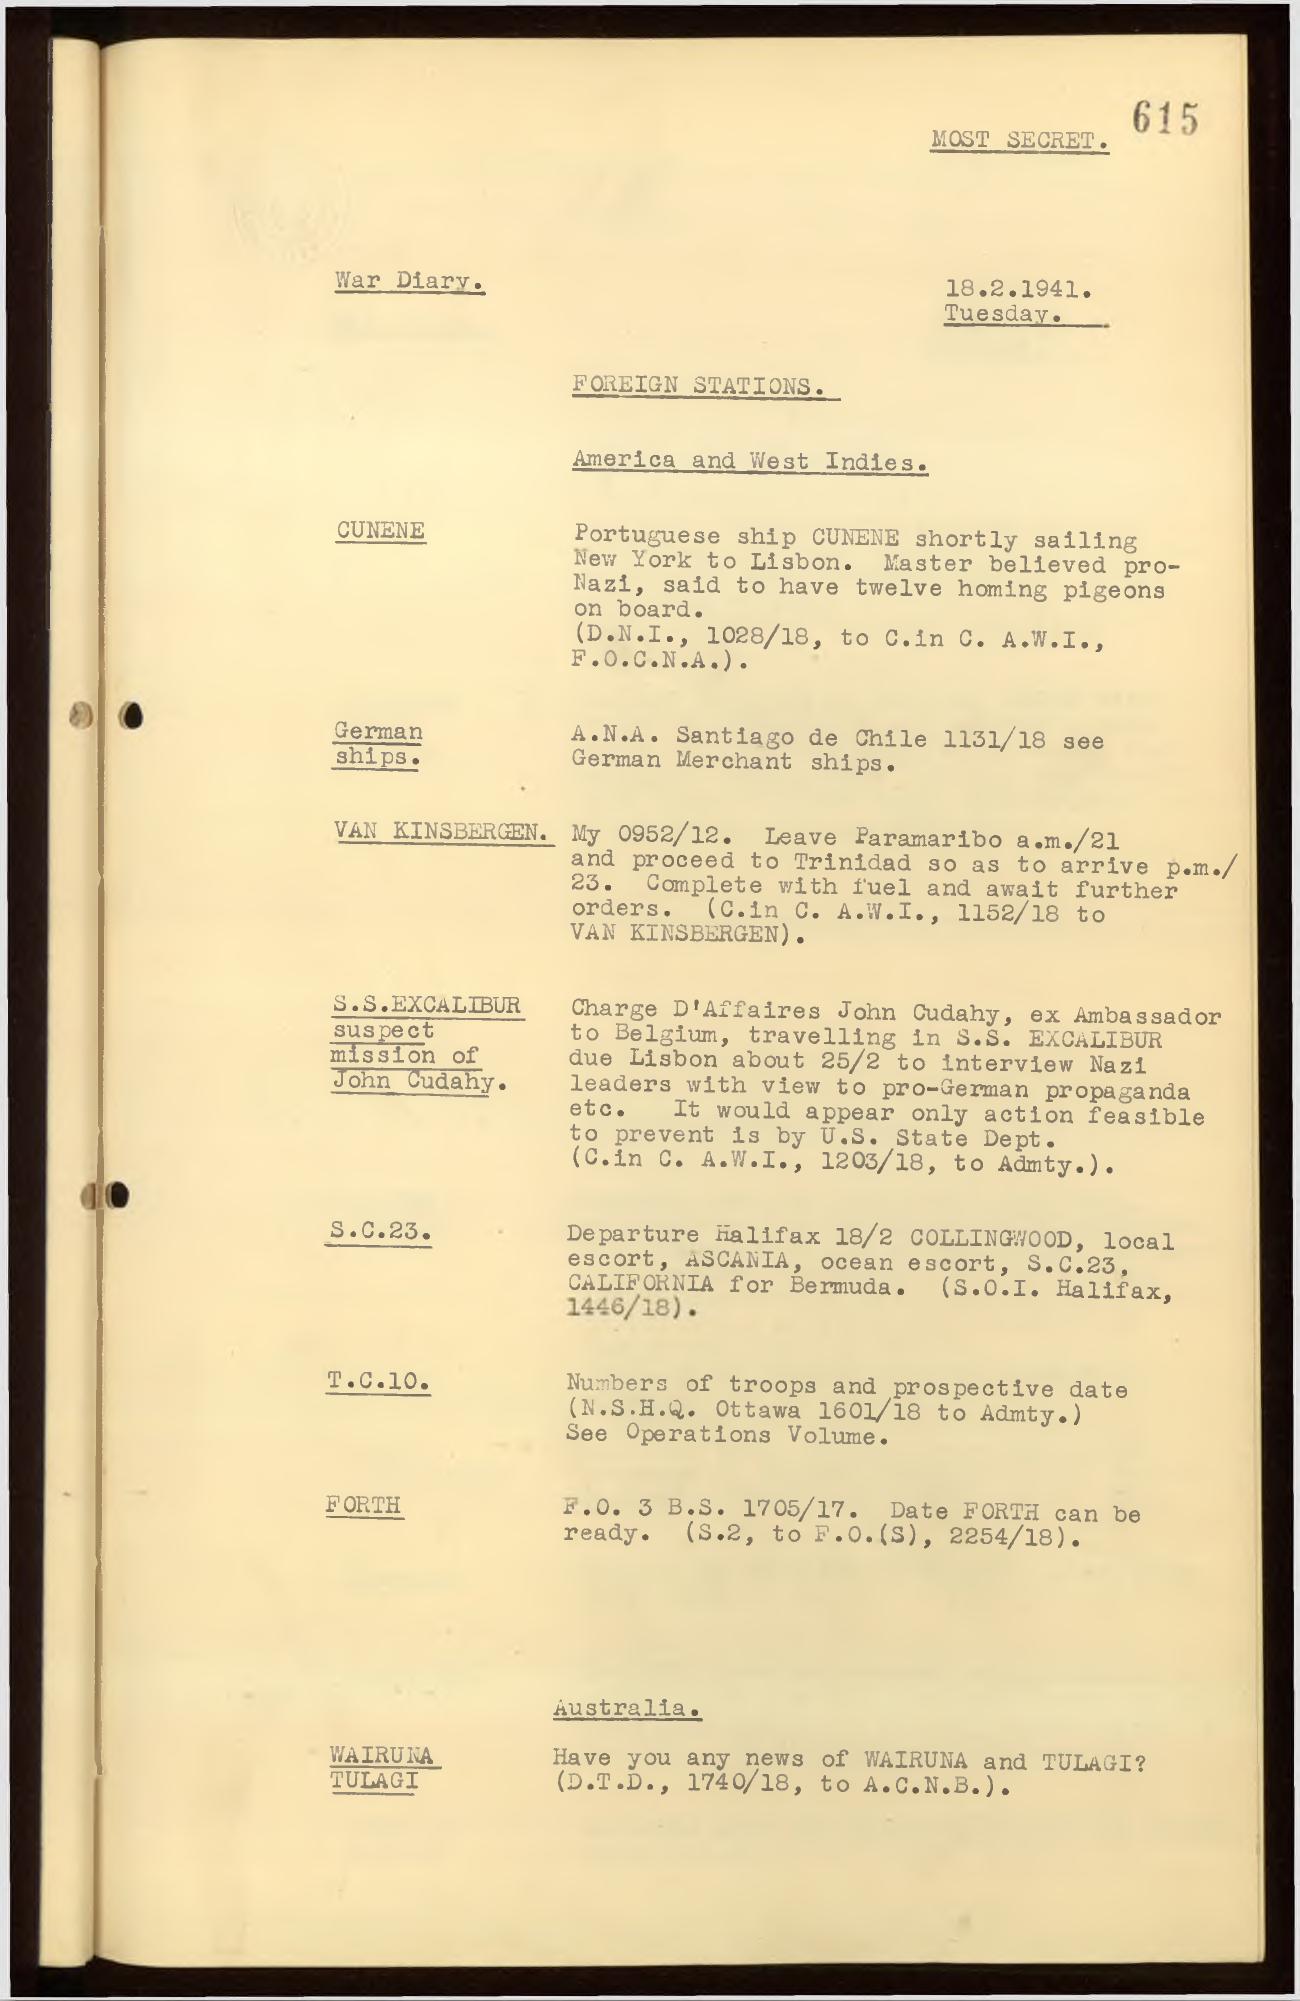 615
MOST SECRET.
War Diary.
18.2.1941.
Tuesday.
FOREIGN STATIONS.
America and West Indies.
CUNENE
Portuguese ship CUNENE shortly sailing
New York to Lisbon. Master believed pro-
Nazi, said to have twelve homing pigeons
on board.
(D.N.I., 1028/18, to C.in C. A.W.I.,
F.O.C.N.A.).
German
ships.
A.N.A. Santiago de Chile 1131/18 see
German Merchant ships.
VAN KINSBERGEN.
My 0952/12. Leave Paramaribo a.m./21
and proceed to Trinidad so as to arrive p.m./
23. Complete with fuel and await further
orders. (C.in C. A.W.I., 1152/18 to
VAN KINSBERGEN).
S.S.EXCALIBUR
suspect
mission of
John Cudahy.
Charge D'Affaires John Cudahy, ex Ambassador
to Belgium, travelling in S.S. EXCALIBUR
due Lisbon about 25/2 to interview Nazi
leaders with view to pro-German propaganda
etc. It would appear only action feasible
to prevent is by U.S. State Dept.
(C.in C. A.W.I., 1203/18, to Admty.).
S.C.23.
Departure Halifax 18/2 COLLINGWOOD, local
escort, ASCANIA, ocean escort, S.C.23,
CALIFORNIA for Bermuda. (S.O.I. Halifax,
1446/18).
T.C.10.
Numbers of troops and prospective date
(N.S.H.Q. Ottawa 1601/18 to Admty.)
See Operations Volume.
FORTH
F.O. 3 B.S. 1705/17. Date FORTH can be
ready. (S.2, to F.O.(S), 2254/18).
Australia.
WAIRUNA
TULAGI
Have you any news of WAIRUNA and TULAGI?
(D.T.D., 1740/18, to A.C.N.B.).